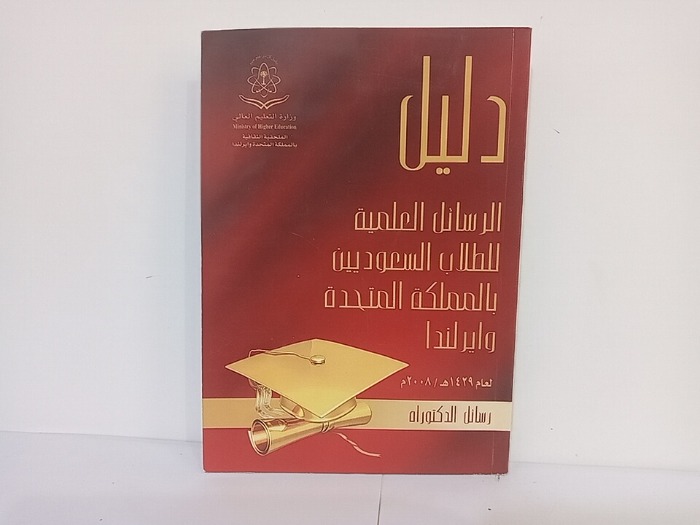 دليل
الرسائل العلمية
للطلاب السعوديين
بالمملكة المتحدة
وايرلندا
لعام ١٤٢٩هـ / ٢٠٠٨م
رسائل الدكتوراه
وزارة التعليم العالي
Ministry of Higher Education
الملحقية الثقافية
بالمملكة المتحدة وايرلندا